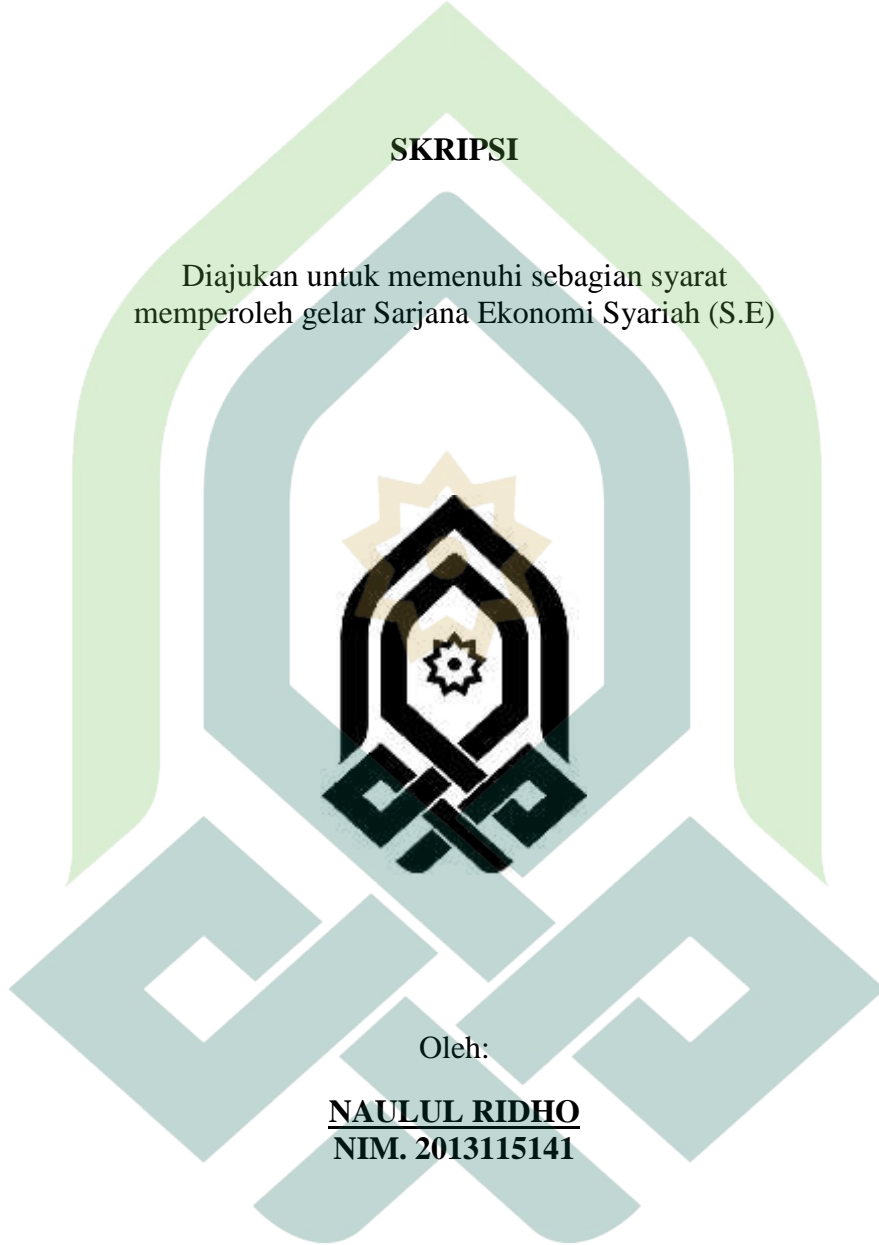 SKRIPSI
Diajukan untuk memenuhi sebagian syarat
memperoleh gelar Sarjana Ekonomi Syariah (S.E)
Oleh:
NAULUL RIDHO
NIM. 2013115141